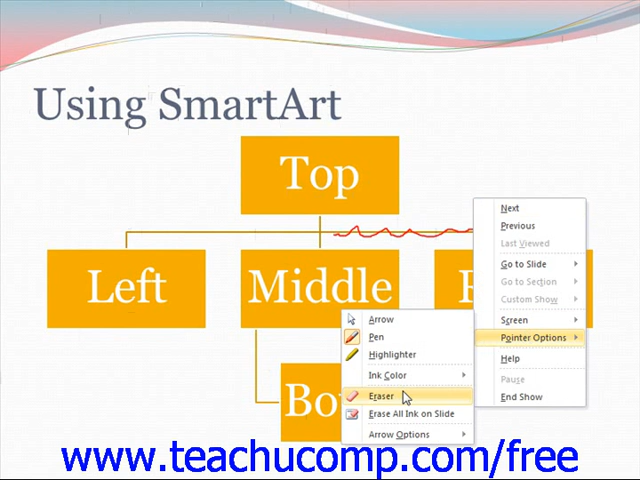 Using SmartArt
Top
Left
Middle
Next
Previous
Last Viewed
Go to Slide
Go to Section
Custom Show
Screen
Pointer Options
Help
Pause
End Show
Arrow
Pen
Highlighter
Ink Color
Eraser
Erase All Ink on Slide
Arrow Options
www.teachucomp.com/free